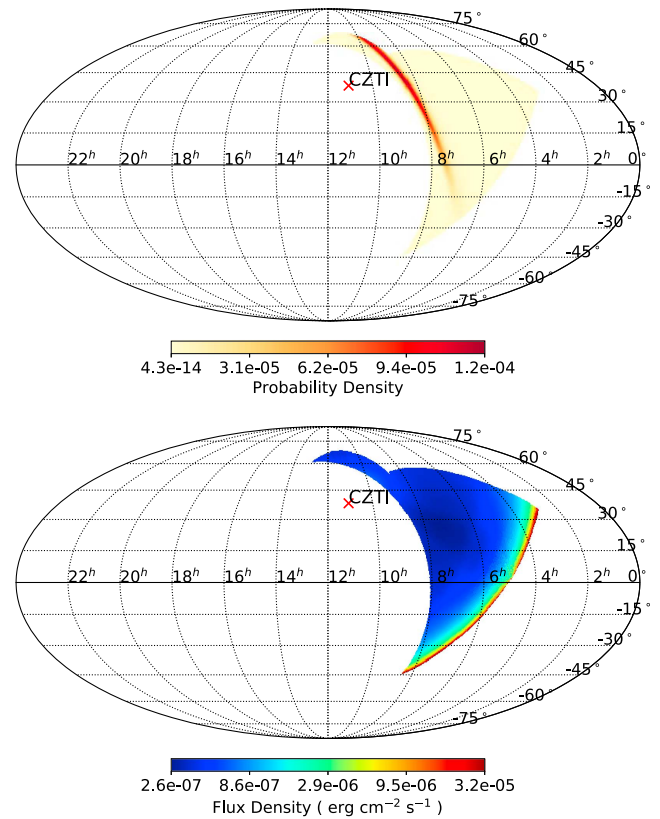 75°
60°
45°
CZTI
30°
15°
22ʰ 20ʰ 18ʰ 16ʰ 14ʰ 12ʰ 10ʰ 8ʰ 6ʰ 4ʰ 2ʰ 0°
-15°
-30°
-45°
-60°
-75°
4.3e-14 3.1e-05 6.2e-05 9.4e-05 1.2e-04
Probability Density
75°
60°
45°
CZTI
30°
15°
22ʰ 20ʰ 18ʰ 16ʰ 14ʰ 12ʰ 10ʰ 8ʰ 6ʰ 4ʰ 2ʰ 0°
-15°
-30°
-45°
-60°
-75°
2.6e-07 8.6e-07 2.9e-06 9.5e-06 3.2e-05
Flux Density ( erg cm⁻² s⁻¹ )